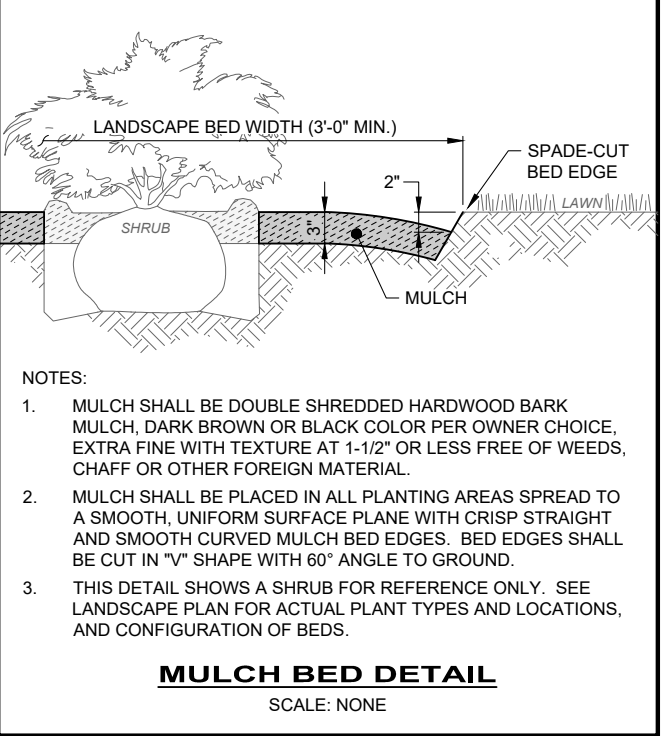 LANDSCAPE BED WIDTH (3'-0" MIN.)
SPADE-CUT
BED EDGE
2"
LAWN
SHRUB
3"
MULCH
NOTES:
1. MULCH SHALL BE DOUBLE SHREDDED HARDWOOD BARK
MULCH, DARK BROWN OR BLACK COLOR PER OWNER CHOICE,
EXTRA FINE WITH TEXTURE AT 1-1/2" OR LESS FREE OF WEEDS,
CHAFF OR OTHER FOREIGN MATERIAL.
2. MULCH SHALL BE PLACED IN ALL PLANTING AREAS SPREAD TO
A SMOOTH, UNIFORM SURFACE PLANE WITH CRISP STRAIGHT
AND SMOOTH CURVED MULCH BED EDGES. BED EDGES SHALL
BE CUT IN "V" SHAPE WITH 60° ANGLE TO GROUND.
3. THIS DETAIL SHOWS A SHRUB FOR REFERENCE ONLY. SEE
LANDSCAPE PLAN FOR ACTUAL PLANT TYPES AND LOCATIONS,
AND CONFIGURATION OF BEDS.
MULCH BED DETAIL
SCALE: NONE